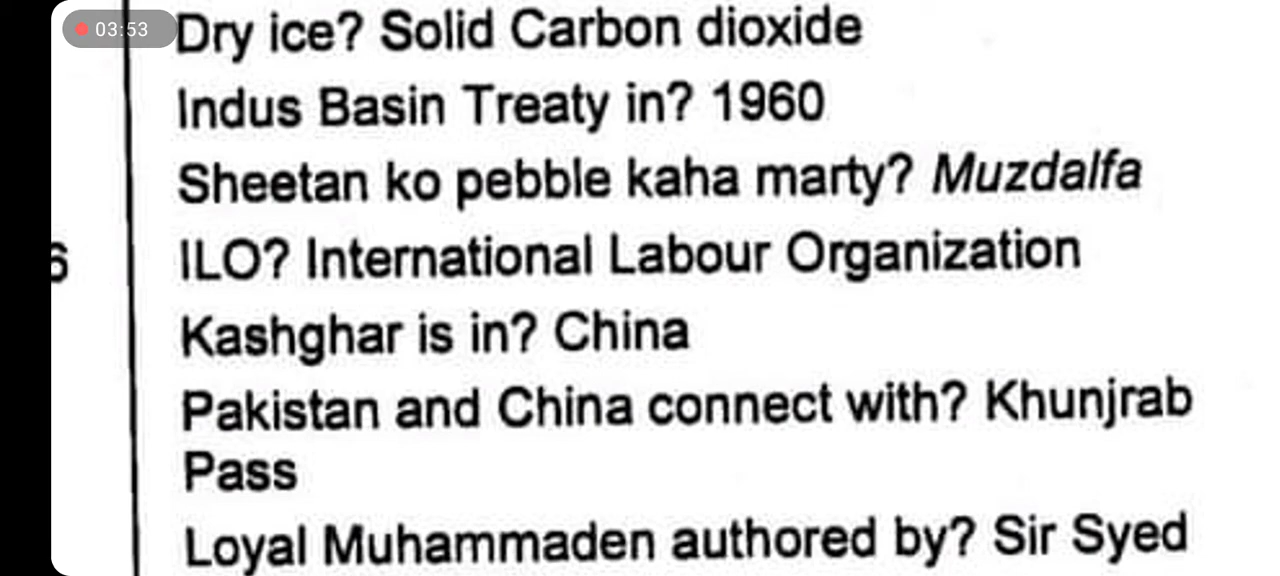 03:53
Dry ice? Solid Carbon dioxide
Indus Basin Treaty in? 1960
Sheetan ko pebble kaha marty? Muzdalfa
6
ILO? International Labour Organization
Kashghar is in? China
Pakistan and China connect with? Khunjrab
Pass
Loyal Muhammaden authored by? Sir Syed